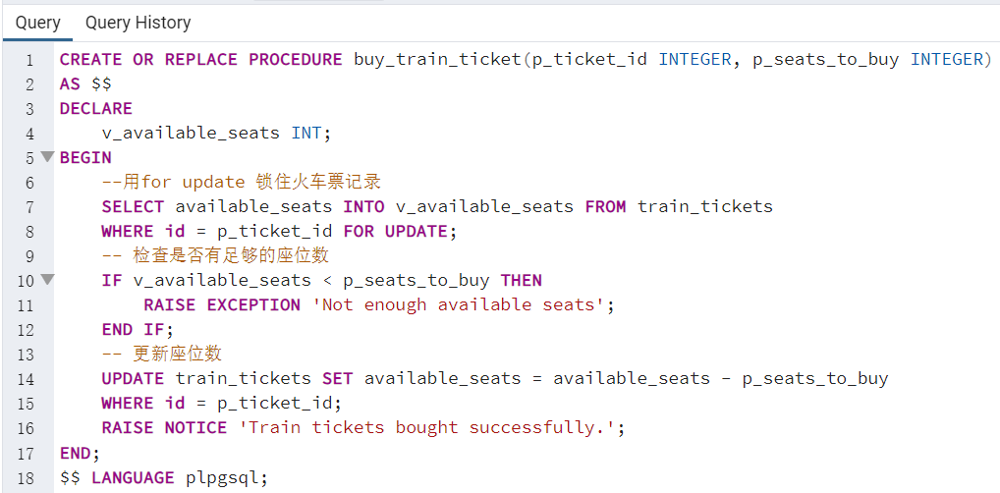 Query Query History
1 CREATE OR REPLACE PROCEDURE buy_train_ticket(p_ticket_id INTEGER, p_seats_to_buy INTEGER)
2 AS $$
3 DECLARE
4 v_available_seats INT;
5 BEGIN
6 --用for update 锁住火车票记录
7 SELECT available_seats INTO v_available_seats FROM train_tickets
8 WHERE id = p_ticket_id FOR UPDATE;
9 -- 检查是否有足够的座位数
10 IF v_available_seats < p_seats_to_buy THEN
11 RAISE EXCEPTION 'Not enough available seats';
12 END IF;
13 -- 更新座位数
14 UPDATE train_tickets SET available_seats = available_seats - p_seats_to_buy
15 WHERE id = p_ticket_id;
16 RAISE NOTICE 'Train tickets bought successfully.';
17 END;
18 $$ LANGUAGE plpgsql;